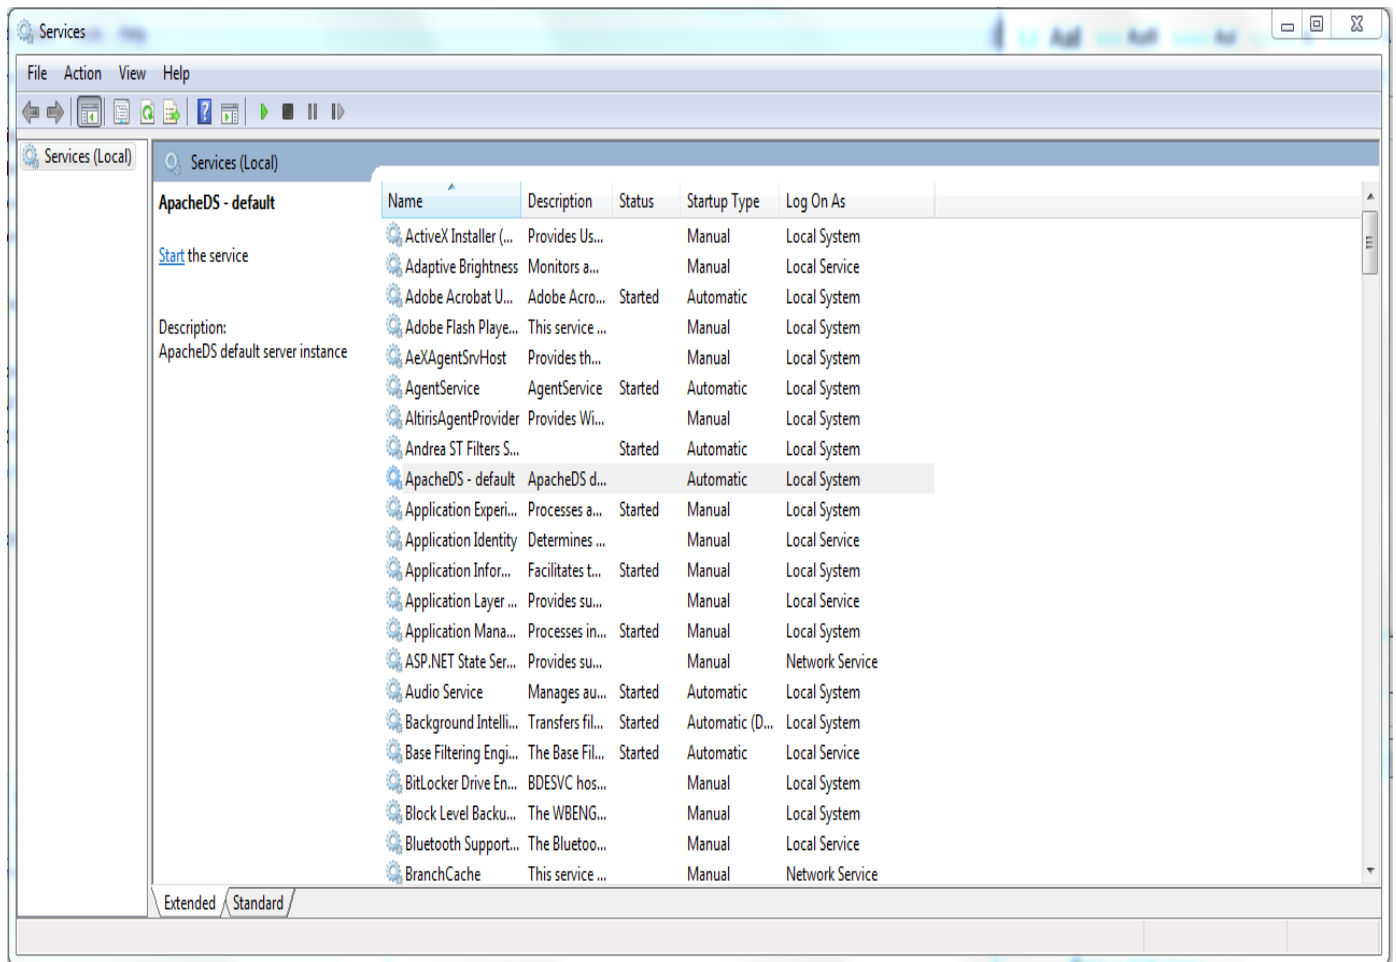 Services
File Action View Help
Services (Local)
Services (Local)
ApacheDS - default
Start the service
Description:
ApacheDS default server instance
Name Description Status Startup Type Log On As
ActiveX Installer (... Provides Us... Manual Local System
Adaptive Brightness Monitors a... Manual Local Service
Adobe Acrobat U... Adobe Acro... Started Automatic Local System
Adobe Flash Playe... This service ... Manual Local System
AeXAgentSrvHost Provides th... Manual Local System
AgentService AgentService Started Automatic Local System
AltirisAgentProvider Provides Wi... Manual Local System
Andrea ST Filters S... Started Automatic Local System
ApacheDS - default ApacheDS d... Automatic Local System
Application Experi... Processes a... Started Manual Local System
Application Identity Determines ... Manual Local Service
Application Infor... Facilitates t... Started Manual Local System
Application Layer ... Provides su... Manual Local Service
Application Mana... Processes in... Started Manual Local System
ASP.NET State Ser... Provides su... Manual Network Service
Audio Service Manages au... Started Automatic Local System
Background Intelli... Transfers fil... Started Automatic (D... Local System
Base Filtering Engi... The Base Fil... Started Automatic Local Service
BitLocker Drive En... BDESVC hos... Manual Local System
Block Level Backu... The WBENG... Manual Local System
Bluetooth Support... The Bluetoo... Manual Local Service
BranchCache This service ... Manual Network Service
Extended Standard